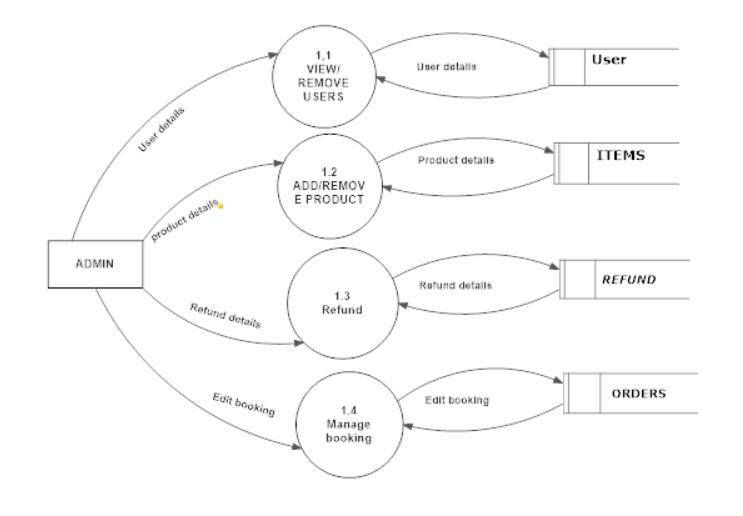 1,1
VIEW/
REMOVE
USERS
User details
User
User details
1.2
ADD/REMOV
E PRODUCT
Product details
ITEMS
product details
ADMIN
1.3
Refund
Refund details
REFUND
Refund details
1.4
Manage
booking
Edit booking
ORDERS
Edit booking